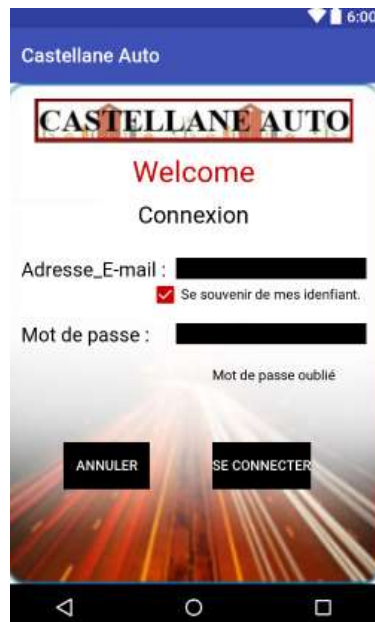 6:00
Castellane Auto
CASTELLANE AUTO
Welcome
Connexion
Adresse_E-mail :
Se souvenir de mes idenfiant.
Mot de passe :
Mot de passe oublié
ANNULER SE CONNECTER